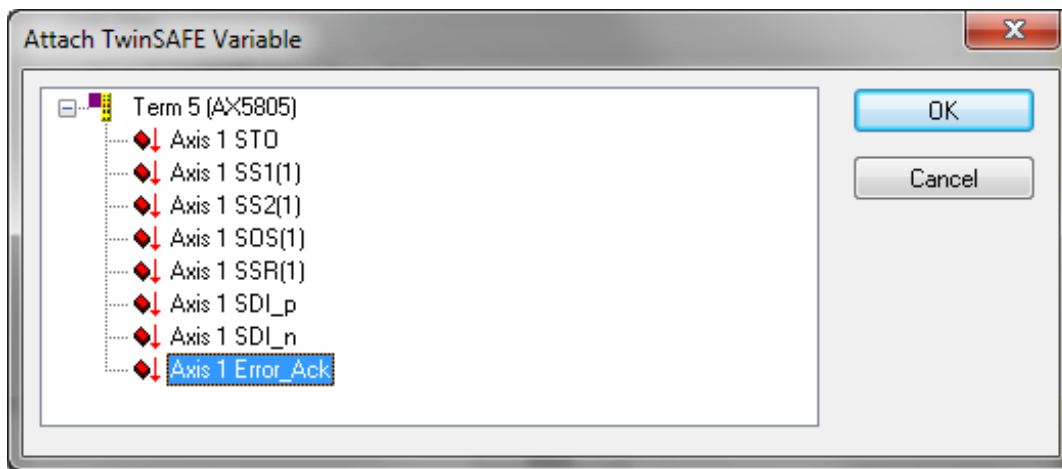 Attach TwinSAFE Variable
Term 5 (AX5805)
Axis 1 STO
Axis 1 SS1(1)
Axis 1 SS2(1)
Axis 1 SOS(1)
Axis 1 SSR(1)
Axis 1 SDI_p
Axis 1 SDI_n
Axis 1 Error_Ack
OK
Cancel